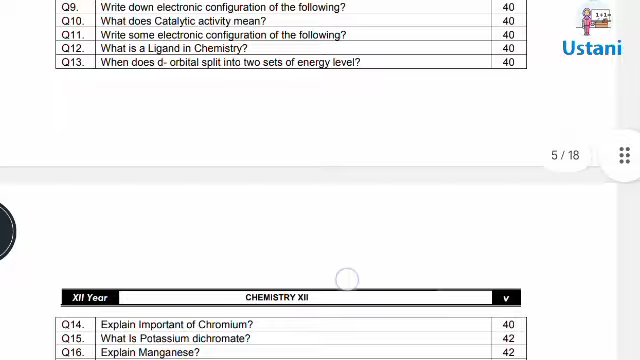 Q9. Write down electronic configuration of the following? 40
Q10. What does Catalytic activity mean? 40
Q11. Write some electronic configuration of the following? 40
Q12. What is a Ligand in Chemistry? 40
Q13. When does d- orbital split into two sets of energy level? 40
1+1=
Ustani
5 / 18
XII Year CHEMISTRY XII v
Q14. Explain Important of Chromium? 40
Q15. What Is Potassium dichromate? 42
Q16. Explain Manganese? 42